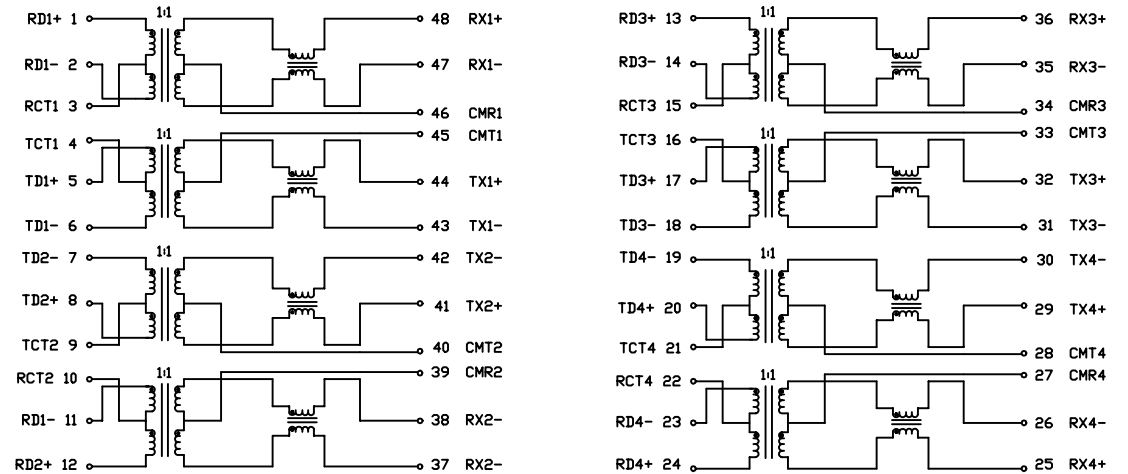 1:1
RD1+ 1
48 RX1+
RD1- 2
47 RX1-
RCT1 3
46 CMR1
1:1
45 CMT1
TCT1 4
TD1+ 5
44 TX1+
TD1- 6
43 TX1-
1:1
TD2- 7
42 TX2-
TD2+ 8
41 TX2+
TCT2 9
40 CMT2
1:1
39 CMR2
RCT2 10
RD1- 11
38 RX2-
RD2+ 12
37 RX2-
1:1
RD3+ 13
36 RX3+
RD3- 14
35 RX3-
RCT3 15
34 CMR3
1:1
33 CMT3
TCT3 16
TD3+ 17
32 TX3+
TD3- 18
31 TX3-
1:1
TD4- 19
30 TX4-
TD4+ 20
29 TX4+
TCT4 21
28 CMT4
1:1
27 CMR4
RCT4 22
RD4- 23
26 RX4-
RD4+ 24
25 RX4+